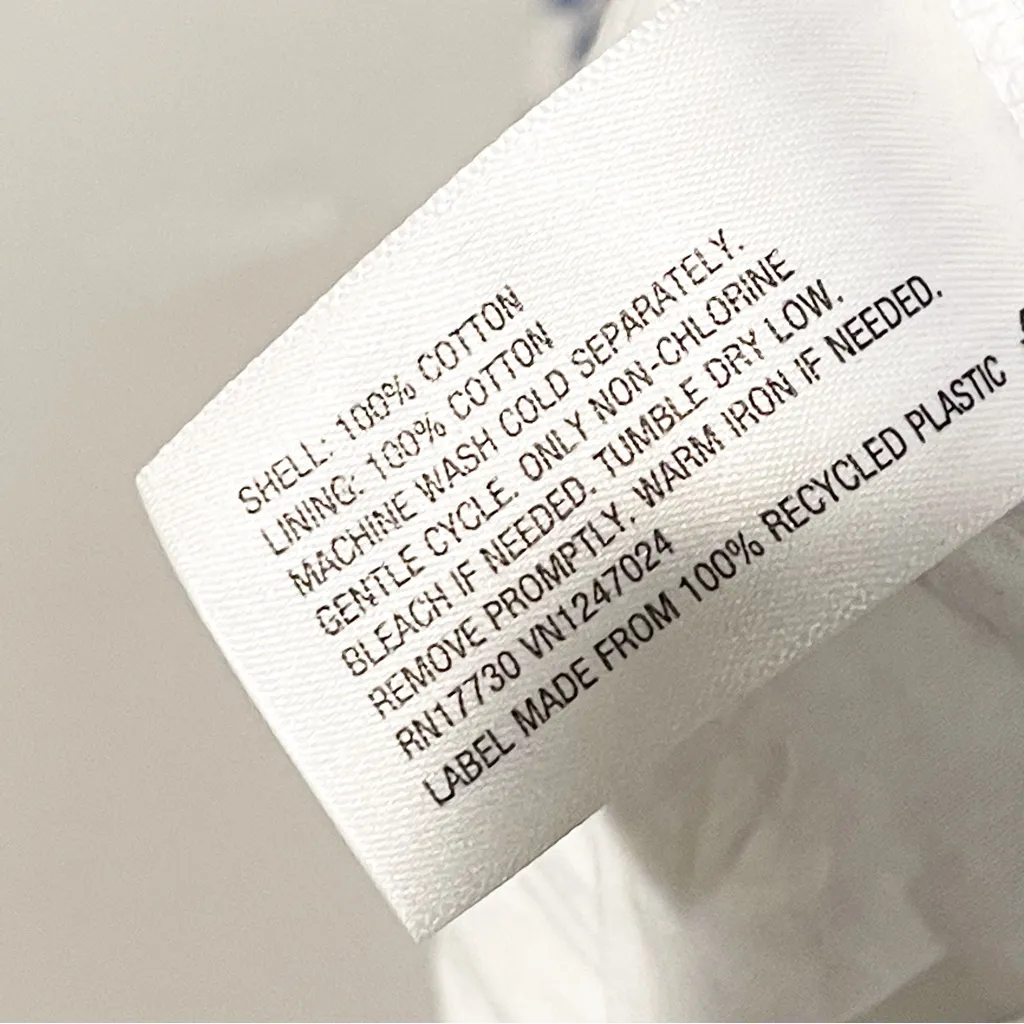 SHELL: 100% COTTON
LINING: 100% COTTON
MACHINE WASH COLD SEPARATELY.
GENTLE CYCLE. ONLY NON-CHLORINE
BLEACH IF NEEDED. TUMBLE DRY LOW.
REMOVE PROMPTLY. WARM IRON IF NEEDED.
RN17730 VN1247024
LABEL MADE FROM 100% RECYCLED PLASTIC